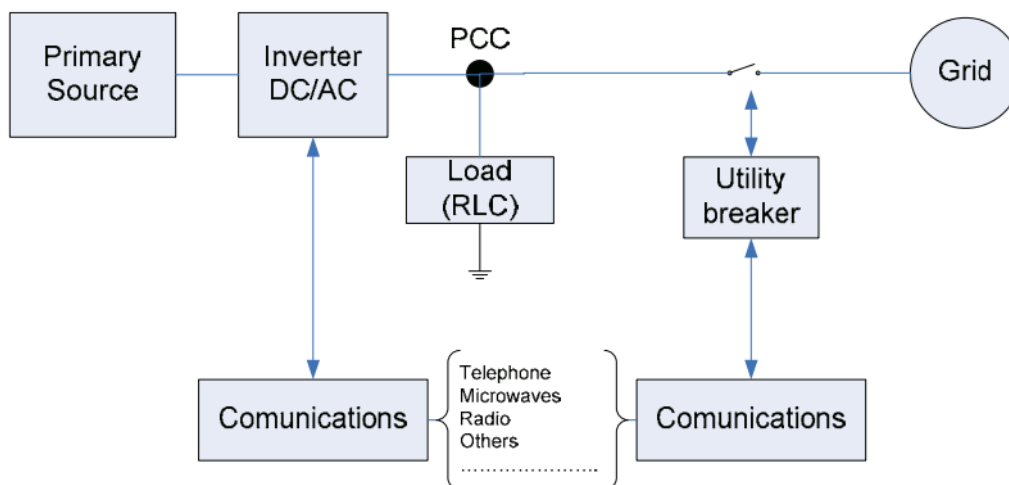 Primary
Source
Inverter
DC/AC
PCC
Grid
Load
(RLC)
Utility
breaker
Comunications
Telephone
Microwaves
Radio
Others
........................
Comunications